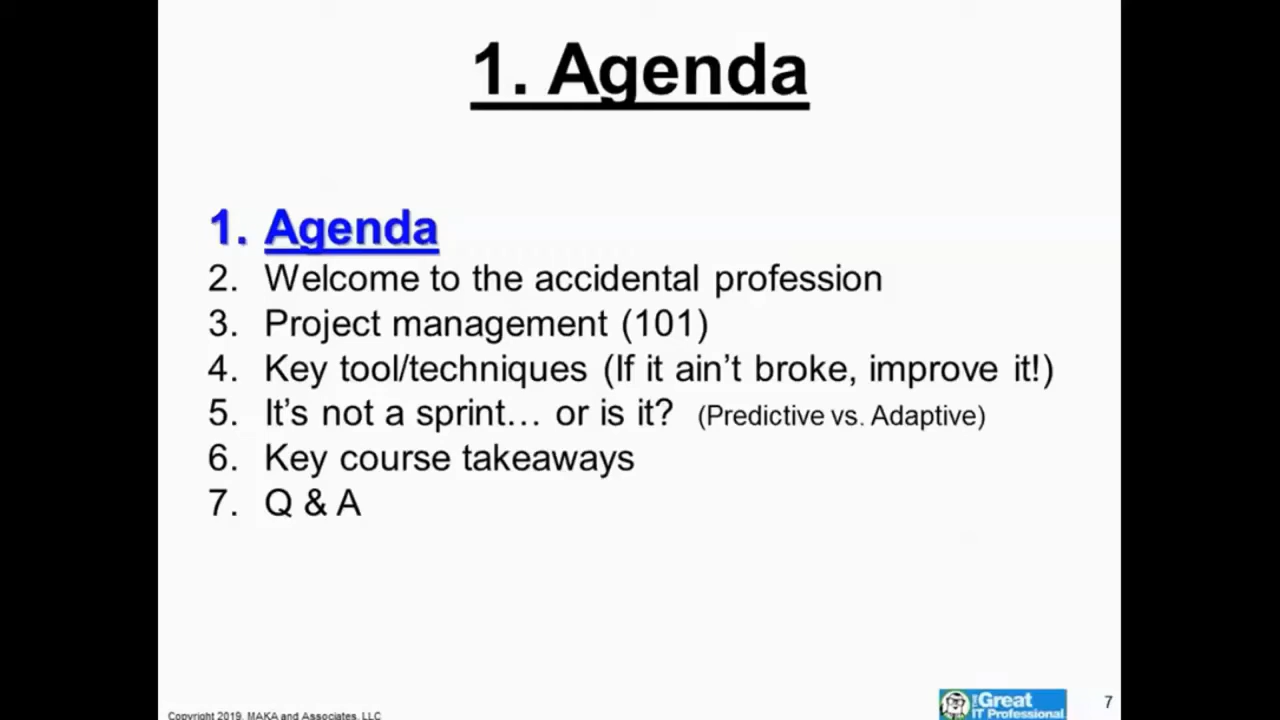 1. Agenda
1. Agenda
2. Welcome to the accidental profession
3. Project management (101)
4. Key tool/techniques (If it ain't broke, improve it!)
5. It's not a sprint… or is it? (Predictive vs. Adaptive)
6. Key course takeaways
7. Q & A
Copyright 2019, MAKA and Associates, LLC
THE Great
IT Professional
7